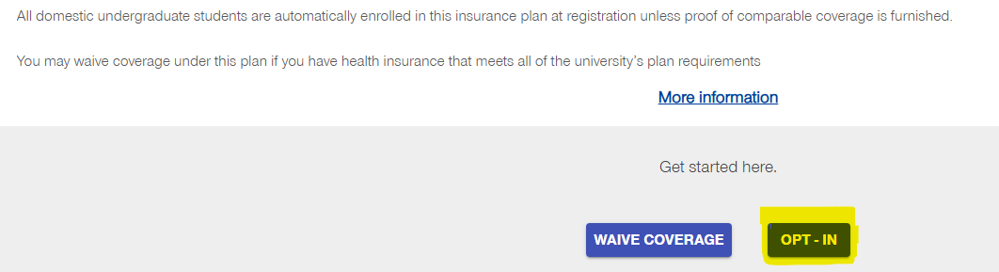 All domestic undergraduate students are automatically enrolled in this insurance plan at registration unless proof of comparable coverage is furnished.
You may waive coverage under this plan if you have health insurance that meets all of the university's plan requirements
More information
Get started here.
WAIVE COVERAGE OPT - IN